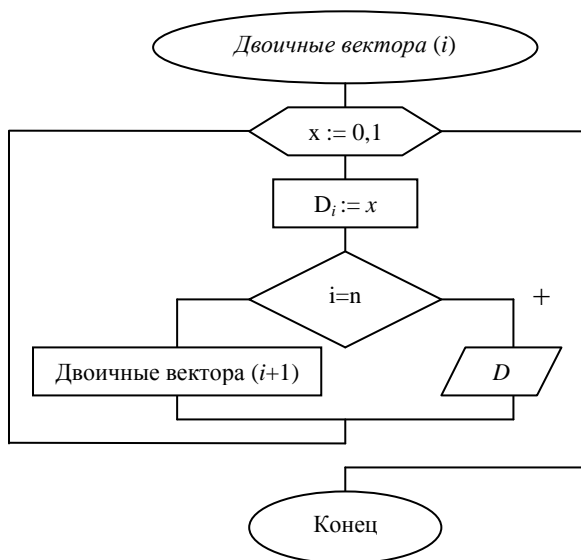 Двоичные вектора (i)
x := 0,1
Di := x
i=n
+
Двоичные вектора (i+1)
D
Конец